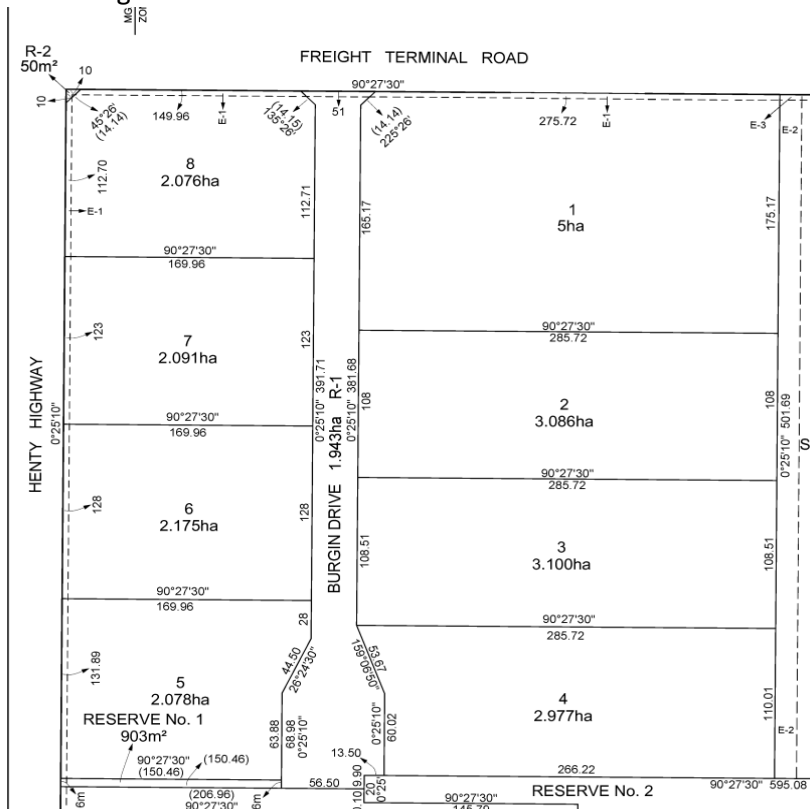 MG
ZON
R-2
50m²
10
10
FREIGHT TERMINAL ROAD
90°27'30"
45°26'
(14.14)
149.96
E-1
(14.15)
135°26'
51
(14.14)
225°26'
275.72
E-1
E-3
E-2
8
2.076ha
112.70
E-1
112.71
165.17
1
5ha
175.17
90°27'30"
169.96
7
2.091ha
123
123
90°27'30"
285.72
HENTY HIGHWAY
0°25'10"
0°25'10" 391.71
BURGIN DRIVE 1.943ha R-1
0°25'10" 381.68
108
2
3.086ha
108
0°25'10" 501.69
S
90°27'30"
169.96
90°27'30"
285.72
6
2.175ha
128
128
108.51
3
3.100ha
108.51
90°27'30"
169.96
90°27'30"
285.72
28
44.50
26°24'30"
53.67
159°06'50"
131.89
5
2.078ha
RESERVE No. 1
903m²
63.88
68.98
0°25'10"
0°25'10"
60.02
4
2.977ha
110.01
E-2
90°27'30"
(150.46)
(150.46)
13.50
266.22
56.50
9.90
20
0°25'
RESERVE No. 2
90°27'30" 595.08
6m
(206.96)
90°27'30"
6m
0.10
90°27'30"
145.79